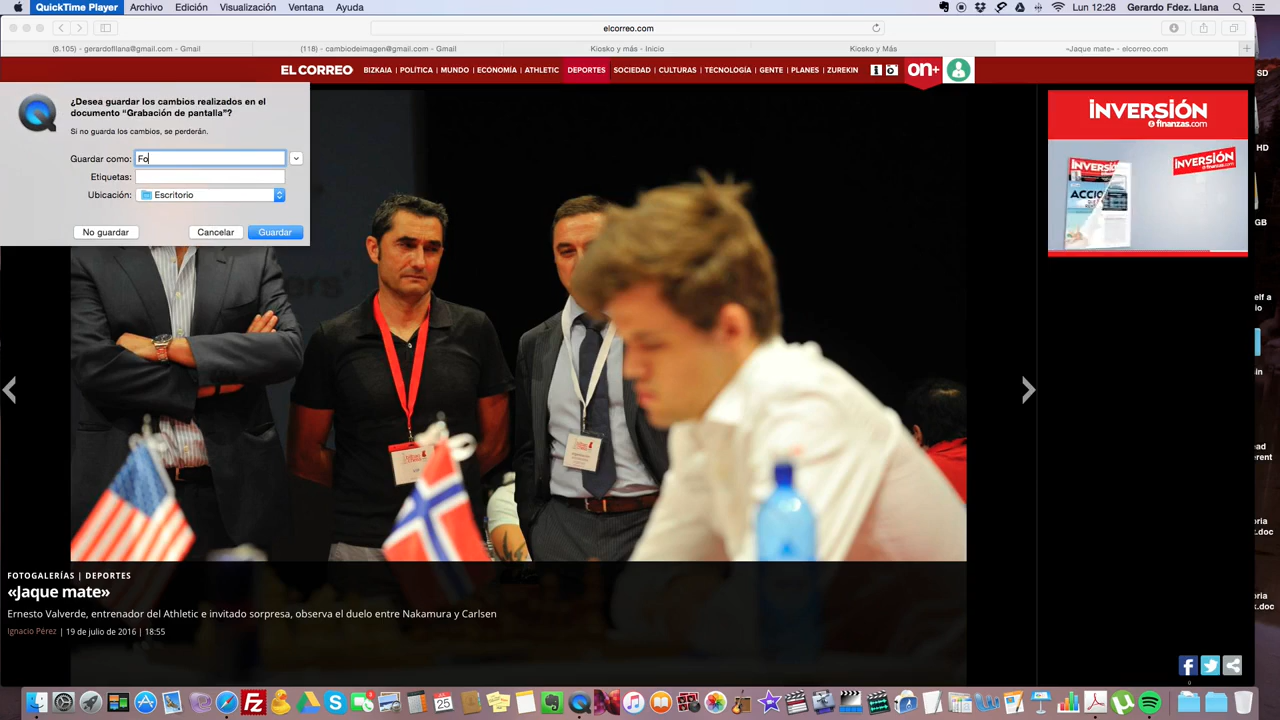 QuickTime Player Archivo Edición Visualización Ventana Ayuda
Lun 12:28 Gerardo Fdez. Llana
elcorreo.com
(8.105) - gerardofllana@gmail.com - Gmail
(118) - cambiodeimagen@gmail.com - Gmail
Kiosko y más - Inicio
Kiosko y Más
«Jaque mate» - elcorreo.com
EL CORREO BIZKAIA | POLÍTICA | MUNDO | ECONOMÍA | ATHLETIC DEPORTES SOCIEDAD | CULTURAS | TECNOLOGÍA | GENTE | PLANES | ZUREKIN on+
¿Desea guardar los cambios realizados en el
documento “Grabación de pantalla”?
Si no guarda los cambios, se perderán.
Guardar como: Fo
Etiquetas:
Ubicación: Escritorio
No guardar Cancelar Guardar
INVERSIÓN
& finanzas.com
INVERSIÓN
INVERSIÓN
SD
HD
GB
FOTOGALERÍAS | DEPORTES
«Jaque mate»
Ernesto Valverde, entrenador del Athletic e invitado sorpresa, observa el duelo entre Nakamura y Carlsen
Ignacio Pérez | 19 de julio de 2016 | 18:55
0
25